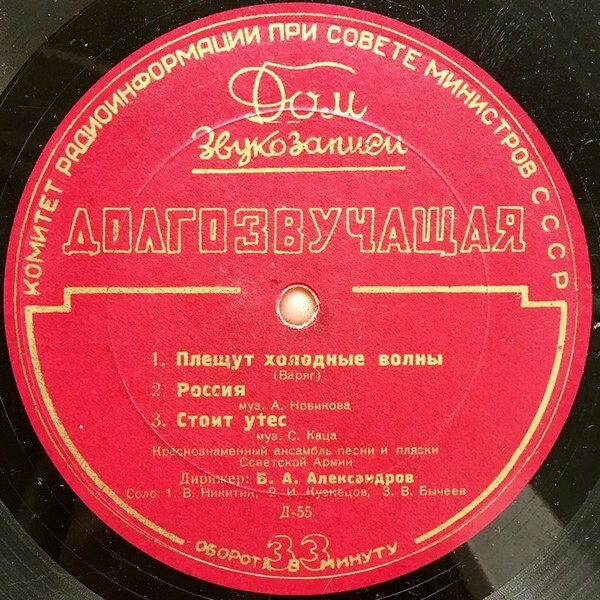 КОМИТЕТ РАДИОИНФОРМАЦИИ ПРИ СОВЕТЕ МИНИСТРОВ СССР
Дом
Звукозаписи
ДОЛГОЗВУЧАЩАЯ
1. Плещут холодные волны
(Варяг)
2. Россия
муз. А. Новикова
3. Стоит утес
муз. С. Каца
Краснознаменный ансамбль песни и пляски
Советской Армии
Дирижер: Б. А. Александров
Соло: 1. В. Никитин, 2. И. Кузнецов, 3. В. Бычеев
Д-55
33
ОБОРОТА В МИНУТУ